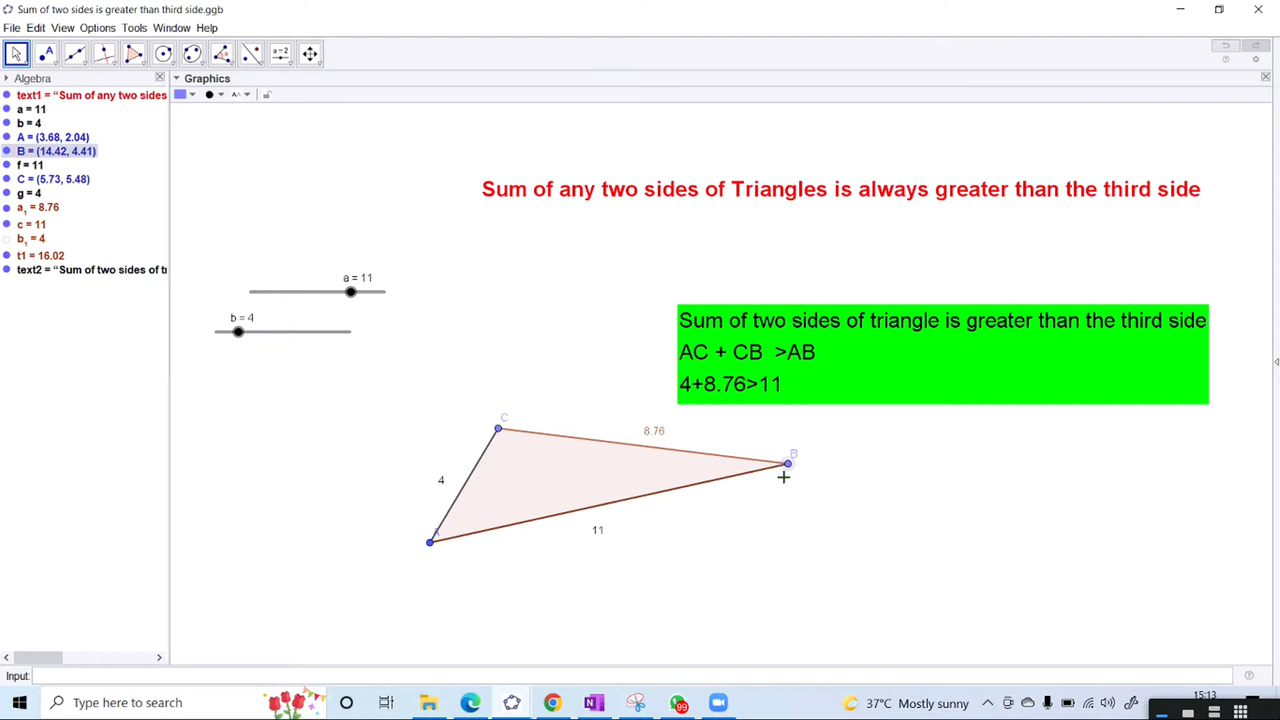 Sum of two sides is greater than third side.ggb
File Edit View Options Tools Window Help
a=2
Algebra
Graphics
AA
text1 = “Sum of any two sides
a = 11
b = 4
A = (3.68, 2.04)
B = (14.42, 4.41)
f = 11
C = (5.73, 5.48)
g = 4
a1 = 8.76
c = 11
b1 = 4
t1 = 16.02
text2 = “Sum of two sides of tr
Sum of any two sides of Triangles is always greater than the third side
a = 11
b = 4
Sum of two sides of triangle is greater than the third side
AC + CB >AB
4+8.76>11
C
8.76
B
4
A
11
Input:
Type here to search
99
37°C Mostly sunny
15:13